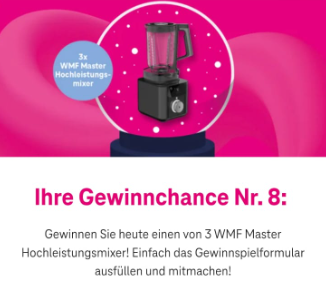 3x
WMF Master
Hochleistungs-
mixer
Ihre Gewinnchance Nr. 8:
Gewinnen Sie heute einen von 3 WMF Master
Hochleistungsmixer! Einfach das Gewinnspielformular
ausfüllen und mitmachen!